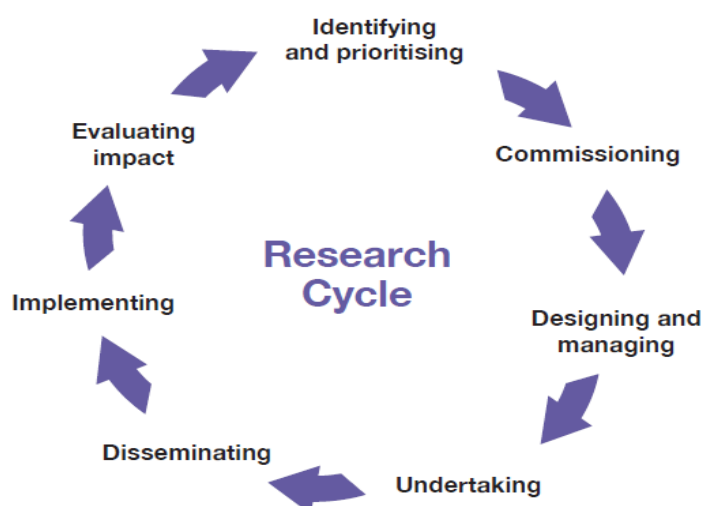 Identifying
and prioritising
Commissioning
Designing and
managing
Undertaking
Disseminating
Implementing
Evaluating
impact
Research
Cycle